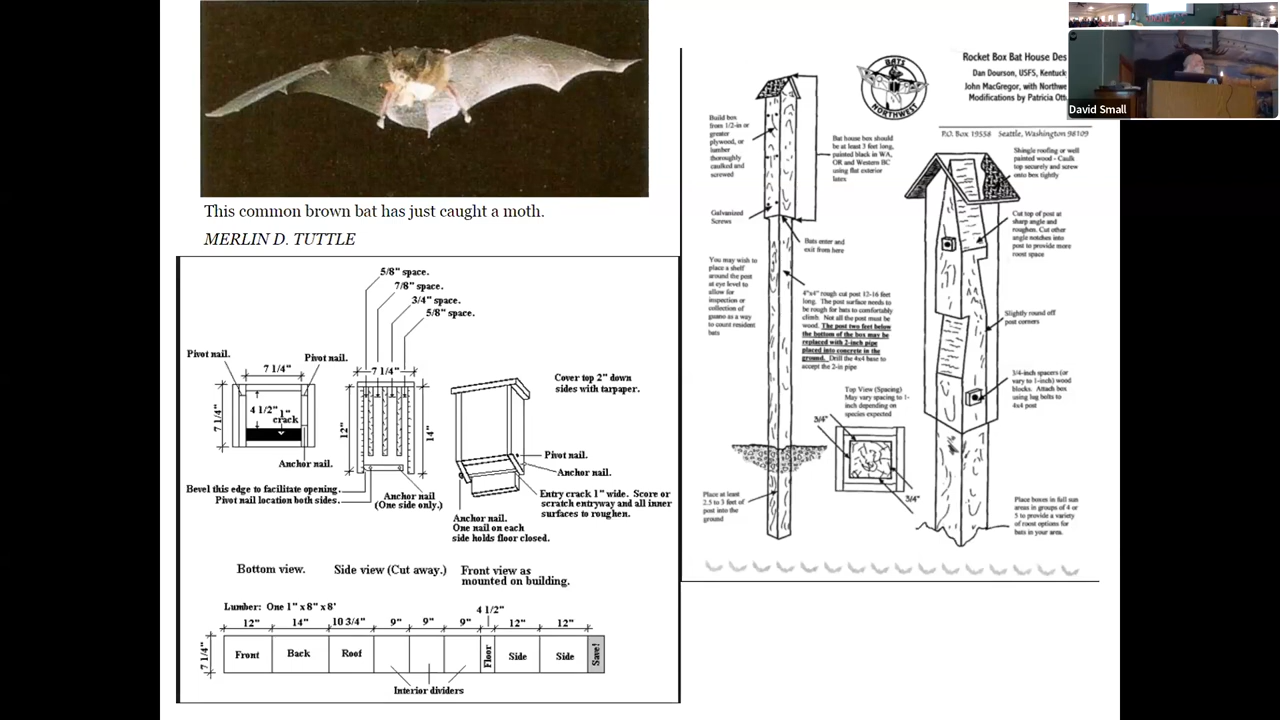 This common brown bat has just caught a moth.
MERLIN D. TUTTLE
5/8" space.
7/8" space.
3/4" space.
5/8" space.
Pivot nail.
Pivot nail.
7 1/4"
7 1/4"
7 1/4"
4 1/2"
1"
crack
12"
14"
Anchor nail.
Bevel this edge to facilitate opening.
Pivot nail location both sides.
Anchor nail
(One side only.)
Cover top 2" down
sides with tarpaper.
Pivot nail.
Anchor nail.
Entry crack 1" wide. Score or
scratch entryway and all inner
surfaces to roughen.
Anchor nail.
One nail on each
side holds floor closed.
Bottom view.
Side view (Cut away.)
Front view as
mounted on building.
Lumber: One 1" x 8" x 8'
12"
14"
10 3/4"
9"
9"
9"
4 1/2"
12"
12"
7 1/4"
Front
Back
Roof
Floor
Side
Side
Save!
Interior dividers
BATS
NORTHWEST
Rocket Box Bat House Des
Dan Dourson, USFS, Kentuck
John MacGregor, with Northwe
Modifications by Patricia Ott
P.O. Box 19558 Seattle, Washington 98109
Build box
from 1/2-in or
greater
plywood, or
lumber
thoroughly
caulked and
screwed
Bat house box should
be at least 3 feet long,
painted black in WA,
OR and Western BC
using flat exterior
latex
Galvanized
Screws
Bats enter and
exit from here
You may wish to
place a shelf
around the post
at eye level to
allow for
inspection or
collection of
guano as a way
to count resident
bats
4"x4" rough cut post 12-16 feet
long. The post surface needs to
be rough for bats to comfortably
climb. Not all the post must be
wood. The post two feet below
the bottom of the box may be
replaced with 2-inch pipe
placed into concrete in the
ground. Drill the 4x4 base to
accept the 2-in pipe
Top View (Spacing)
May vary spacing to 1-
inch depending on
species expected
3/4"
3/4"
Place at least
2.5 to 3 feet of
post into the
ground
Shingle roofing or well
painted wood - Caulk
top securely and screw
onto box tightly
Cut top of post at
sharp angle and
roughen. Cut other
angle notches into
post to provide more
roost space
Slightly round off
post corners
3/4-inch spacers (or
vary to 1-inch) wood
blocks. Attach box
using lag bolts to
4x4 post
Place boxes in full sun
areas in groups of 4 or
5 to provide a variety
of roost options for
bats in your area.
David Small